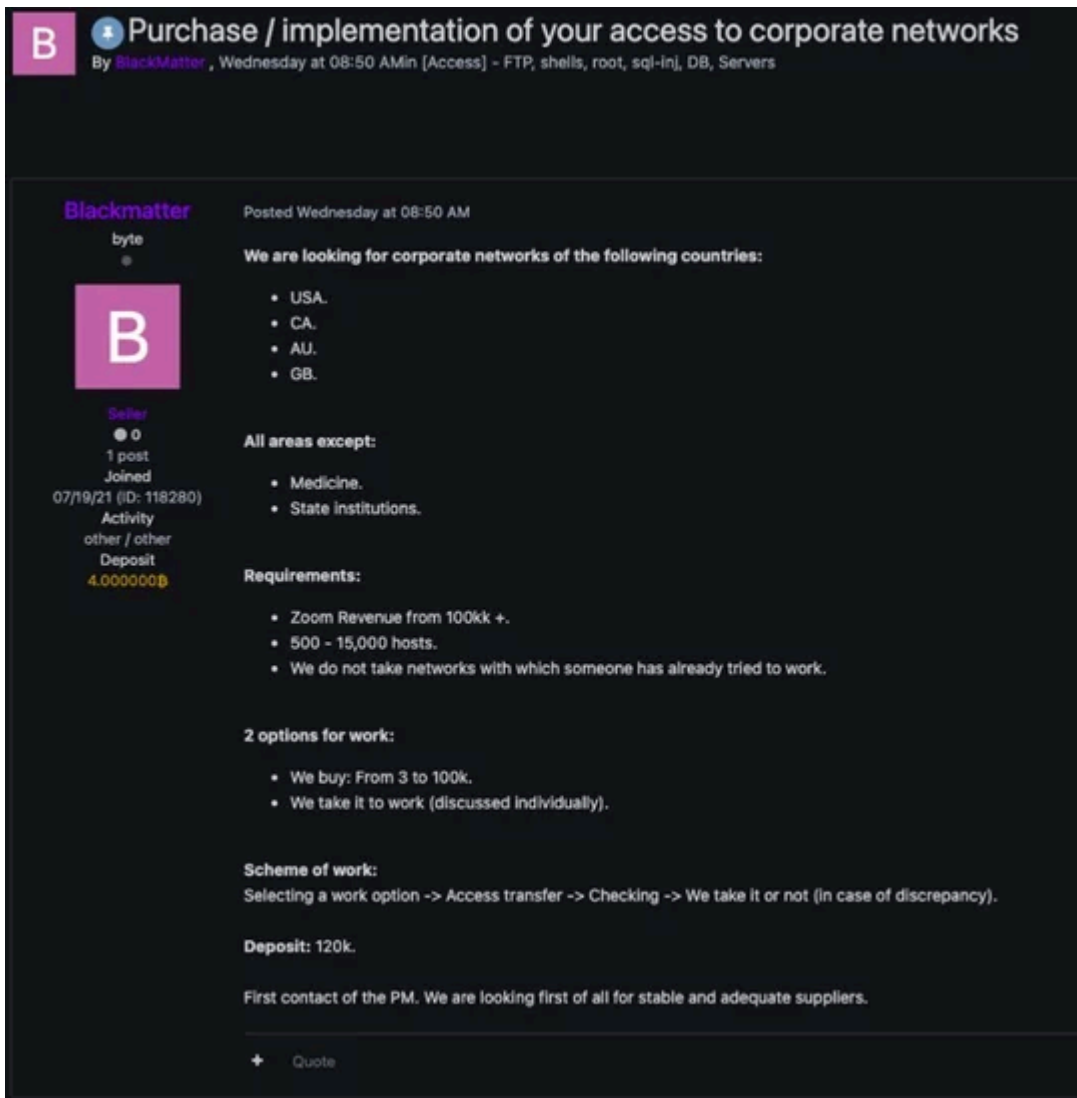 B
Purchase / implementation of your access to corporate networks
By BlackMatter , Wednesday at 08:50 AMin [Access] - FTP, shells, root, sql-inj, DB, Servers
Blackmatter
byte
B
Seller
0
1 post
Joined
07/19/21 (ID: 118280)
Activity
other / other
Deposit
4.000000฿
Posted Wednesday at 08:50 AM
We are looking for corporate networks of the following countries:
• USA.
• CA.
• AU.
• GB.
All areas except:
• Medicine.
• State institutions.
Requirements:
• Zoom Revenue from 100kk +.
• 500 - 15,000 hosts.
• We do not take networks with which someone has already tried to work.
2 options for work:
• We buy: From 3 to 100k.
• We take it to work (discussed individually).
Scheme of work:
Selecting a work option -> Access transfer -> Checking -> We take it or not (in case of discrepancy).
Deposit: 120k.
First contact of the PM. We are looking first of all for stable and adequate suppliers.
+ Quote